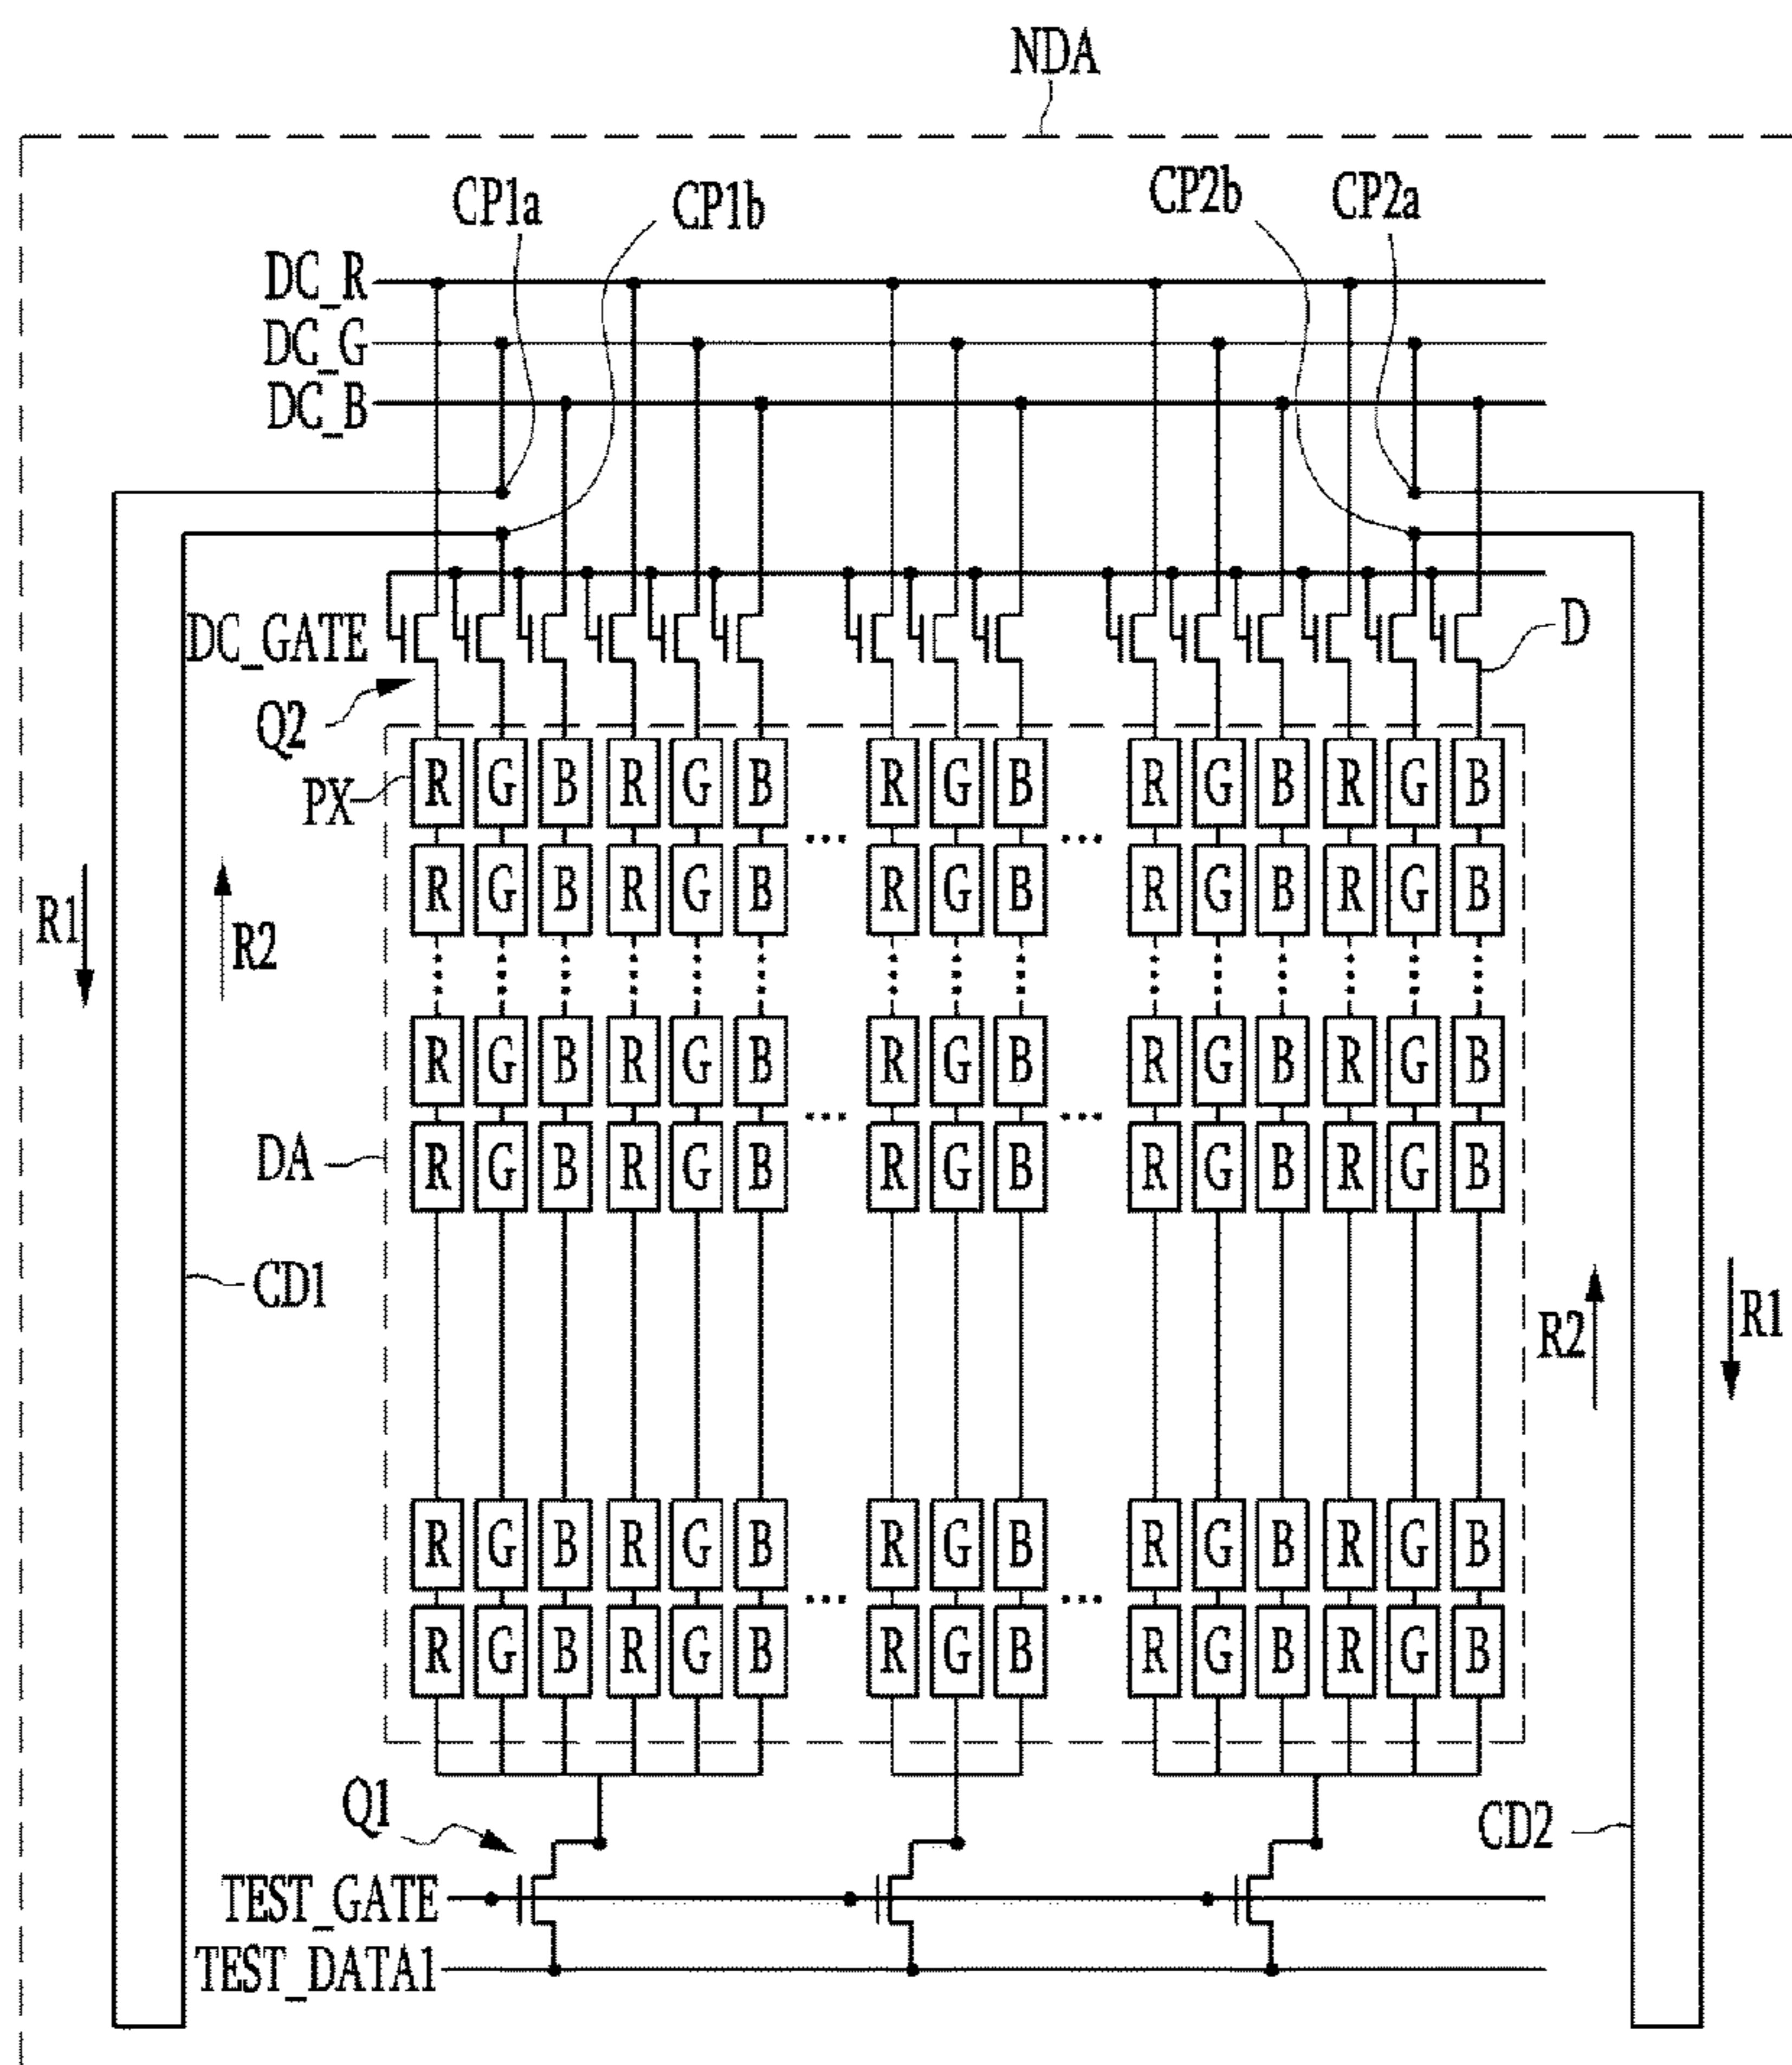 NDA
CP1a CP1b CP2b CP2a
DC_R
DC_G
DC_B
DC_GATE
D
Q2
PX
R G B R G B ... R G B ... R G B R G B
R G B R G B R G B R G B R G B
R1 R2
R G B R G B ... R G B ... R G B R G B
DA
R G B R G B R G B R G B R G B
CD1
R2 R1
R G B R G B ... R G B ... R G B R G B
R G B R G B R G B R G B R G B
Q1
CD2
TEST_GATE
TEST_DATA1